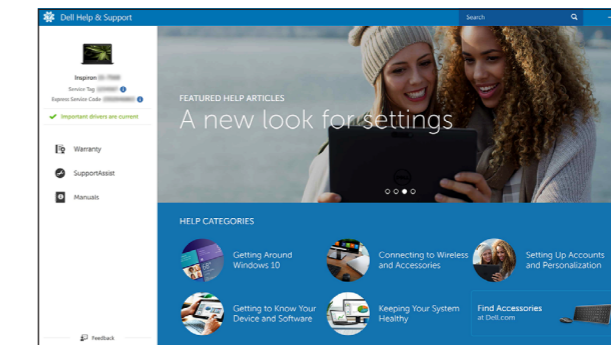 Dell Help & Support
Search
Inspiron
Service Tag
Express Service Code
Important drivers are current
Warranty
SupportAssist
Manuals
Feedback
FEATURED HELP ARTICLES
A new look for settings
HELP CATEGORIES
Getting Around
Windows 10
Connecting to Wireless
and Accessories
Setting Up Accounts
and Personalization
Getting to Know Your
Device and Software
Keeping Your System
Healthy
Find Accessories
at Dell.com